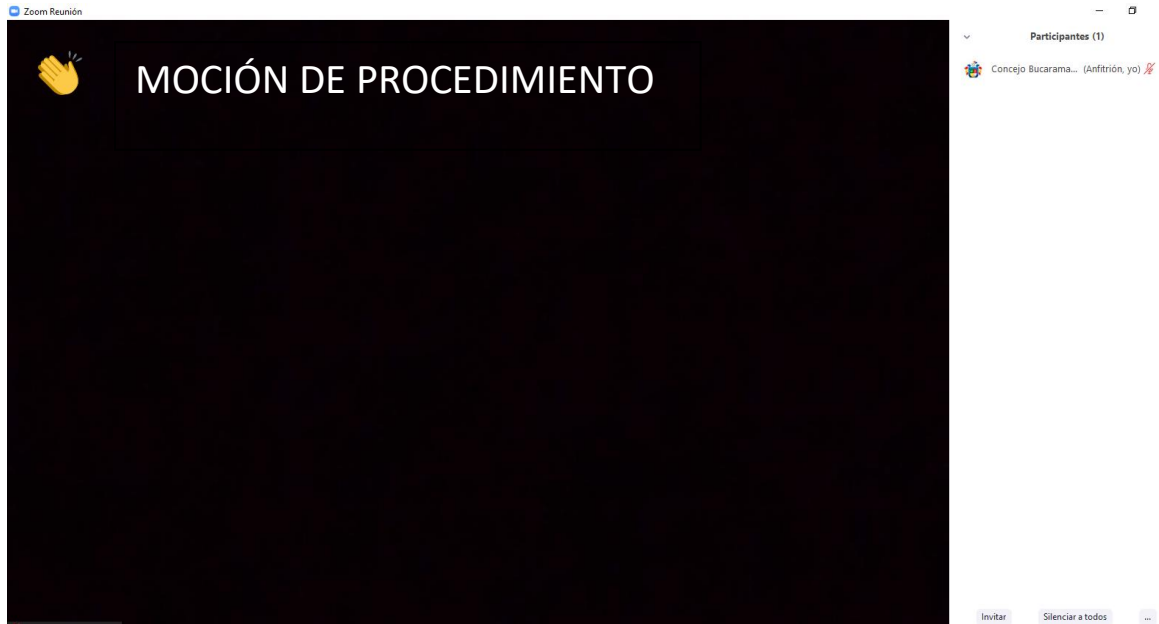 Zoom Reunión
MOCIÓN DE PROCEDIMIENTO
Participantes (1)
Concejo Bucarama... (Anfitrión, yo)
Invitar
Silenciar a todos
...